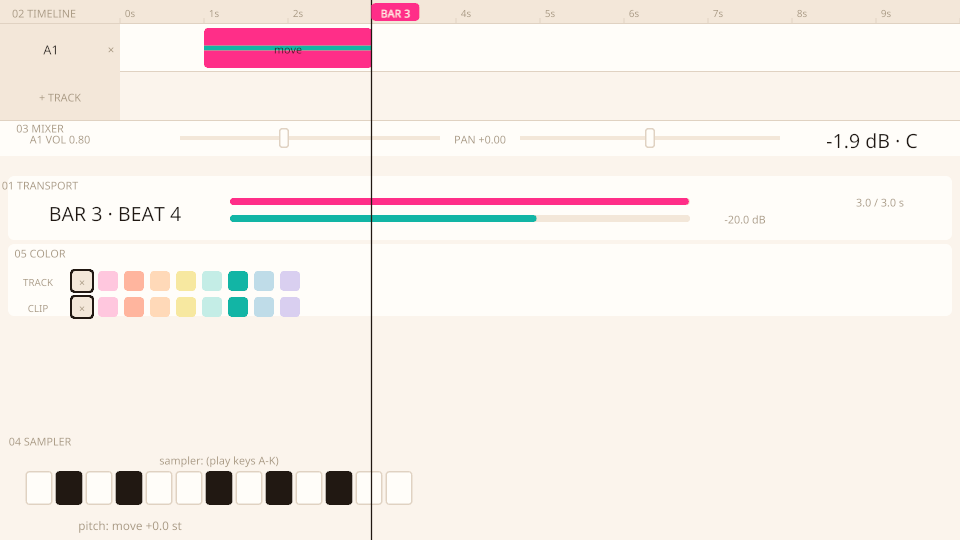 02 TIMELINE 0s 1s 2s BAR 3 4s 5s 6s 7s 8s 9s
A1 × move
+ TRACK
03 MIXER
A1 VOL 0.80 PAN +0.00 -1.9 dB · C
01 TRANSPORT
BAR 3 · BEAT 4 -20.0 dB 3.0 / 3.0 s
05 COLOR
TRACK ×
CLIP ×
04 SAMPLER
sampler: (play keys A-K)
pitch: move +0.0 st